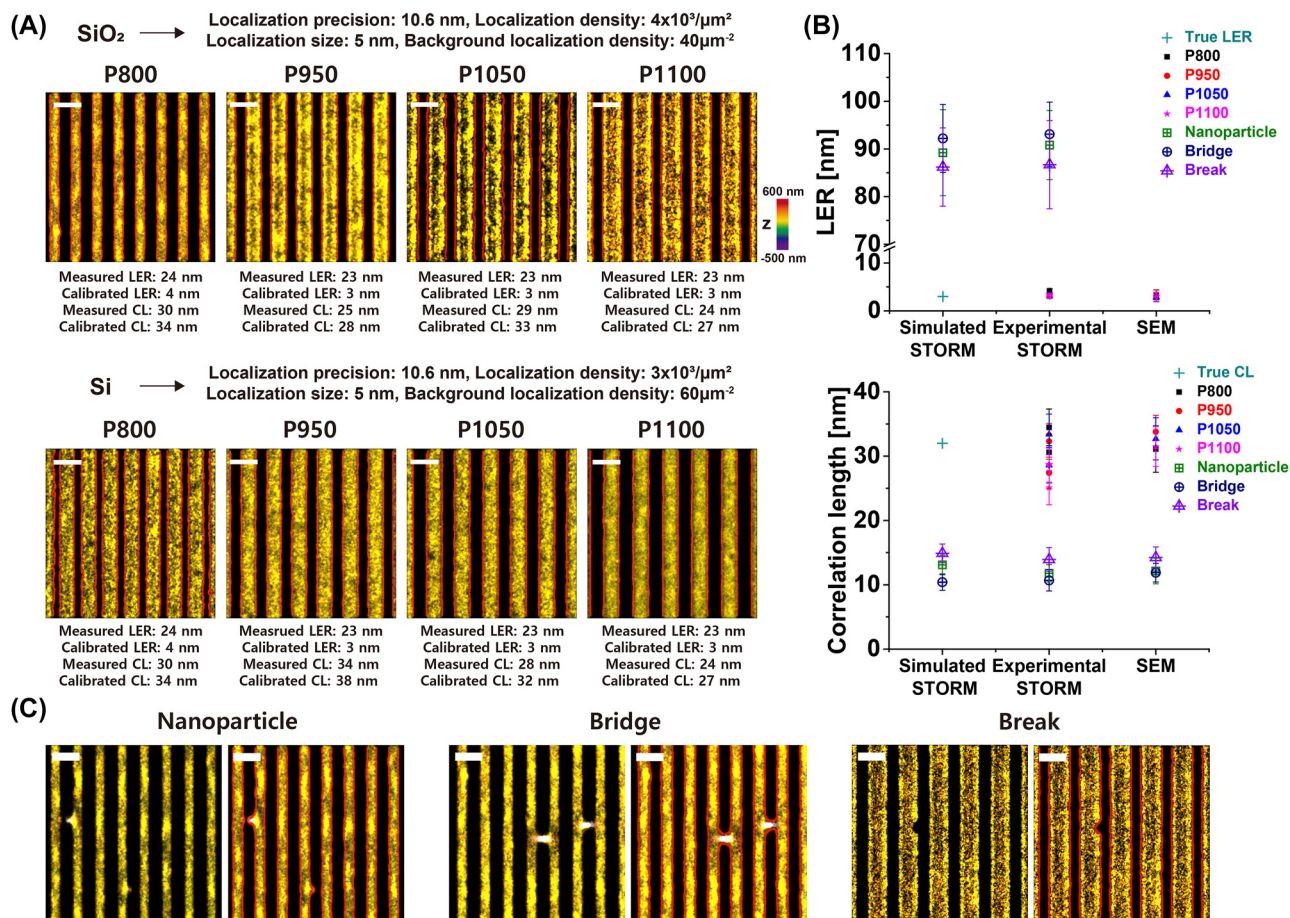 (A)
SiO₂
Localization precision: 10.6 nm, Localization density: 4x10³/µm²
Localization size: 5 nm, Background localization density: 40µm⁻²
P800
P950
P1050
P1100
600 nm
Z
-500 nm
Measured LER: 24 nm
Calibrated LER: 4 nm
Measured CL: 30 nm
Calibrated CL: 34 nm
Measured LER: 23 nm
Calibrated LER: 3 nm
Measured CL: 25 nm
Calibrated CL: 28 nm
Measured LER: 23 nm
Calibrated LER: 3 nm
Measured CL: 29 nm
Calibrated CL: 33 nm
Measured LER: 23 nm
Calibrated LER: 3 nm
Measured CL: 24 nm
Calibrated CL: 27 nm
Si
Localization precision: 10.6 nm, Localization density: 3x10³/µm²
Localization size: 5 nm, Background localization density: 60µm⁻²
P800
P950
P1050
P1100
Measured LER: 24 nm
Calibrated LER: 4 nm
Measured CL: 30 nm
Calibrated CL: 34 nm
Measrued LER: 23 nm
Calibrated LER: 3 nm
Measured CL: 34 nm
Calibrated CL: 38 nm
Measured LER: 23 nm
Calibrated LER: 3 nm
Measured CL: 28 nm
Calibrated CL: 32 nm
Measured LER: 23 nm
Calibrated LER: 3 nm
Measured CL: 24 nm
Calibrated CL: 27 nm
(B)
LER [nm]
110
100
90
80
70
10
0
True LER
P800
P950
P1050
P1100
Nanoparticle
Bridge
Break
Simulated
STORM
Experimental
STORM
SEM
Correlation length [nm]
40
30
20
10
0
True CL
P800
P950
P1050
P1100
Nanoparticle
Bridge
Break
Simulated
STORM
Experimental
STORM
SEM
(C)
Nanoparticle
Bridge
Break